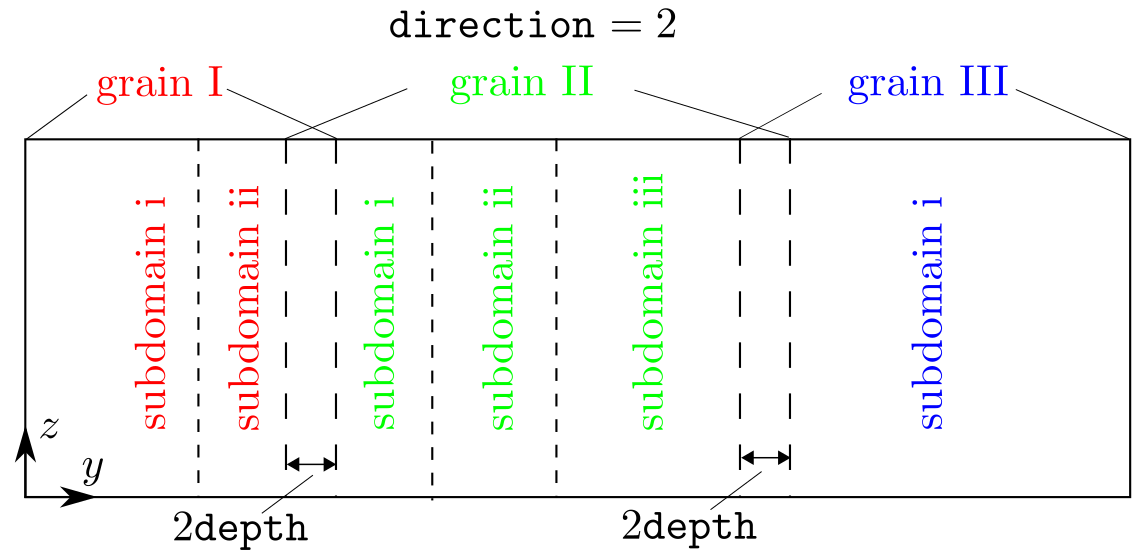 direction = 2
grain I
grain II
grain III
subdomain i
subdomain ii
subdomain i
subdomain ii
subdomain iii
subdomain i
z
y
2depth
2depth